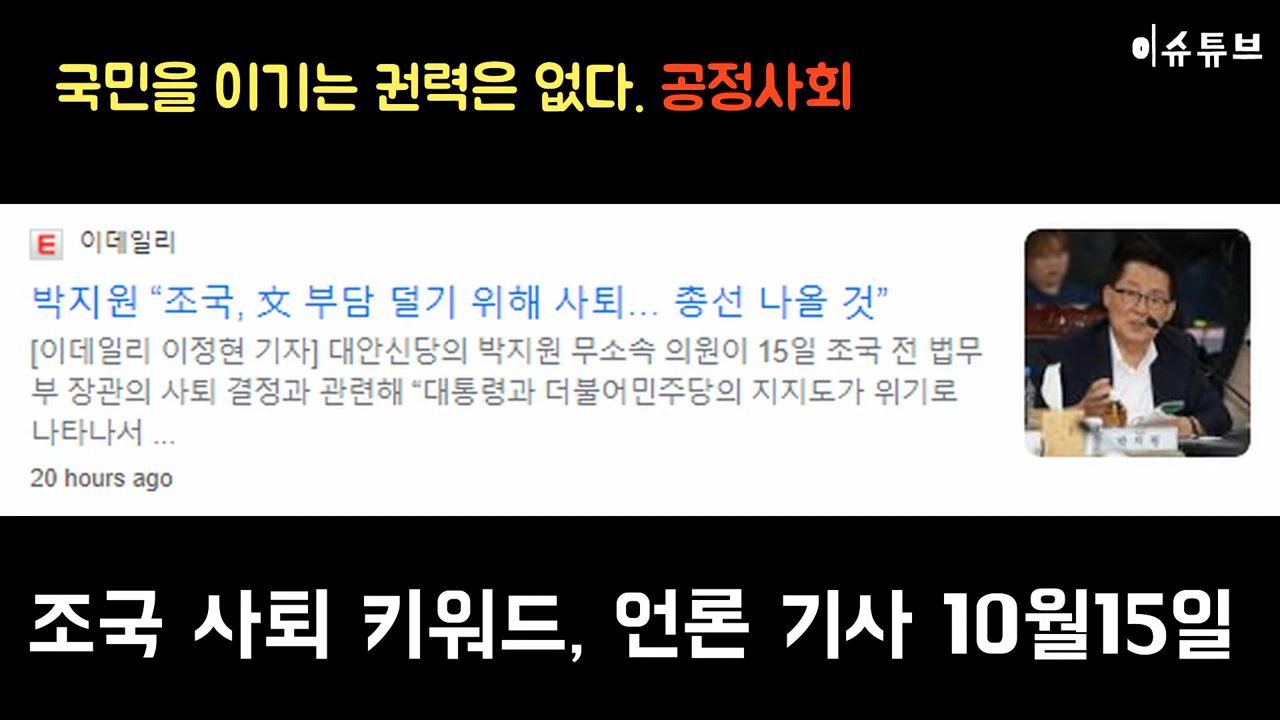 이슈튜브
국민을 이기는 권력은 없다. 공정사회
E 이데일리
박지원 “조국, 文 부담 덜기 위해 사퇴... 총선 나올 것”
[이데일리 이정현 기자] 대안신당의 박지원 무소속 의원이 15일 조국 전 법무
부 장관의 사퇴 결정과 관련해 “대통령과 더불어민주당의 지지도가 위기로
나타나서 ...
20 hours ago
박지원
조국 사퇴 키워드, 언론 기사 10월15일